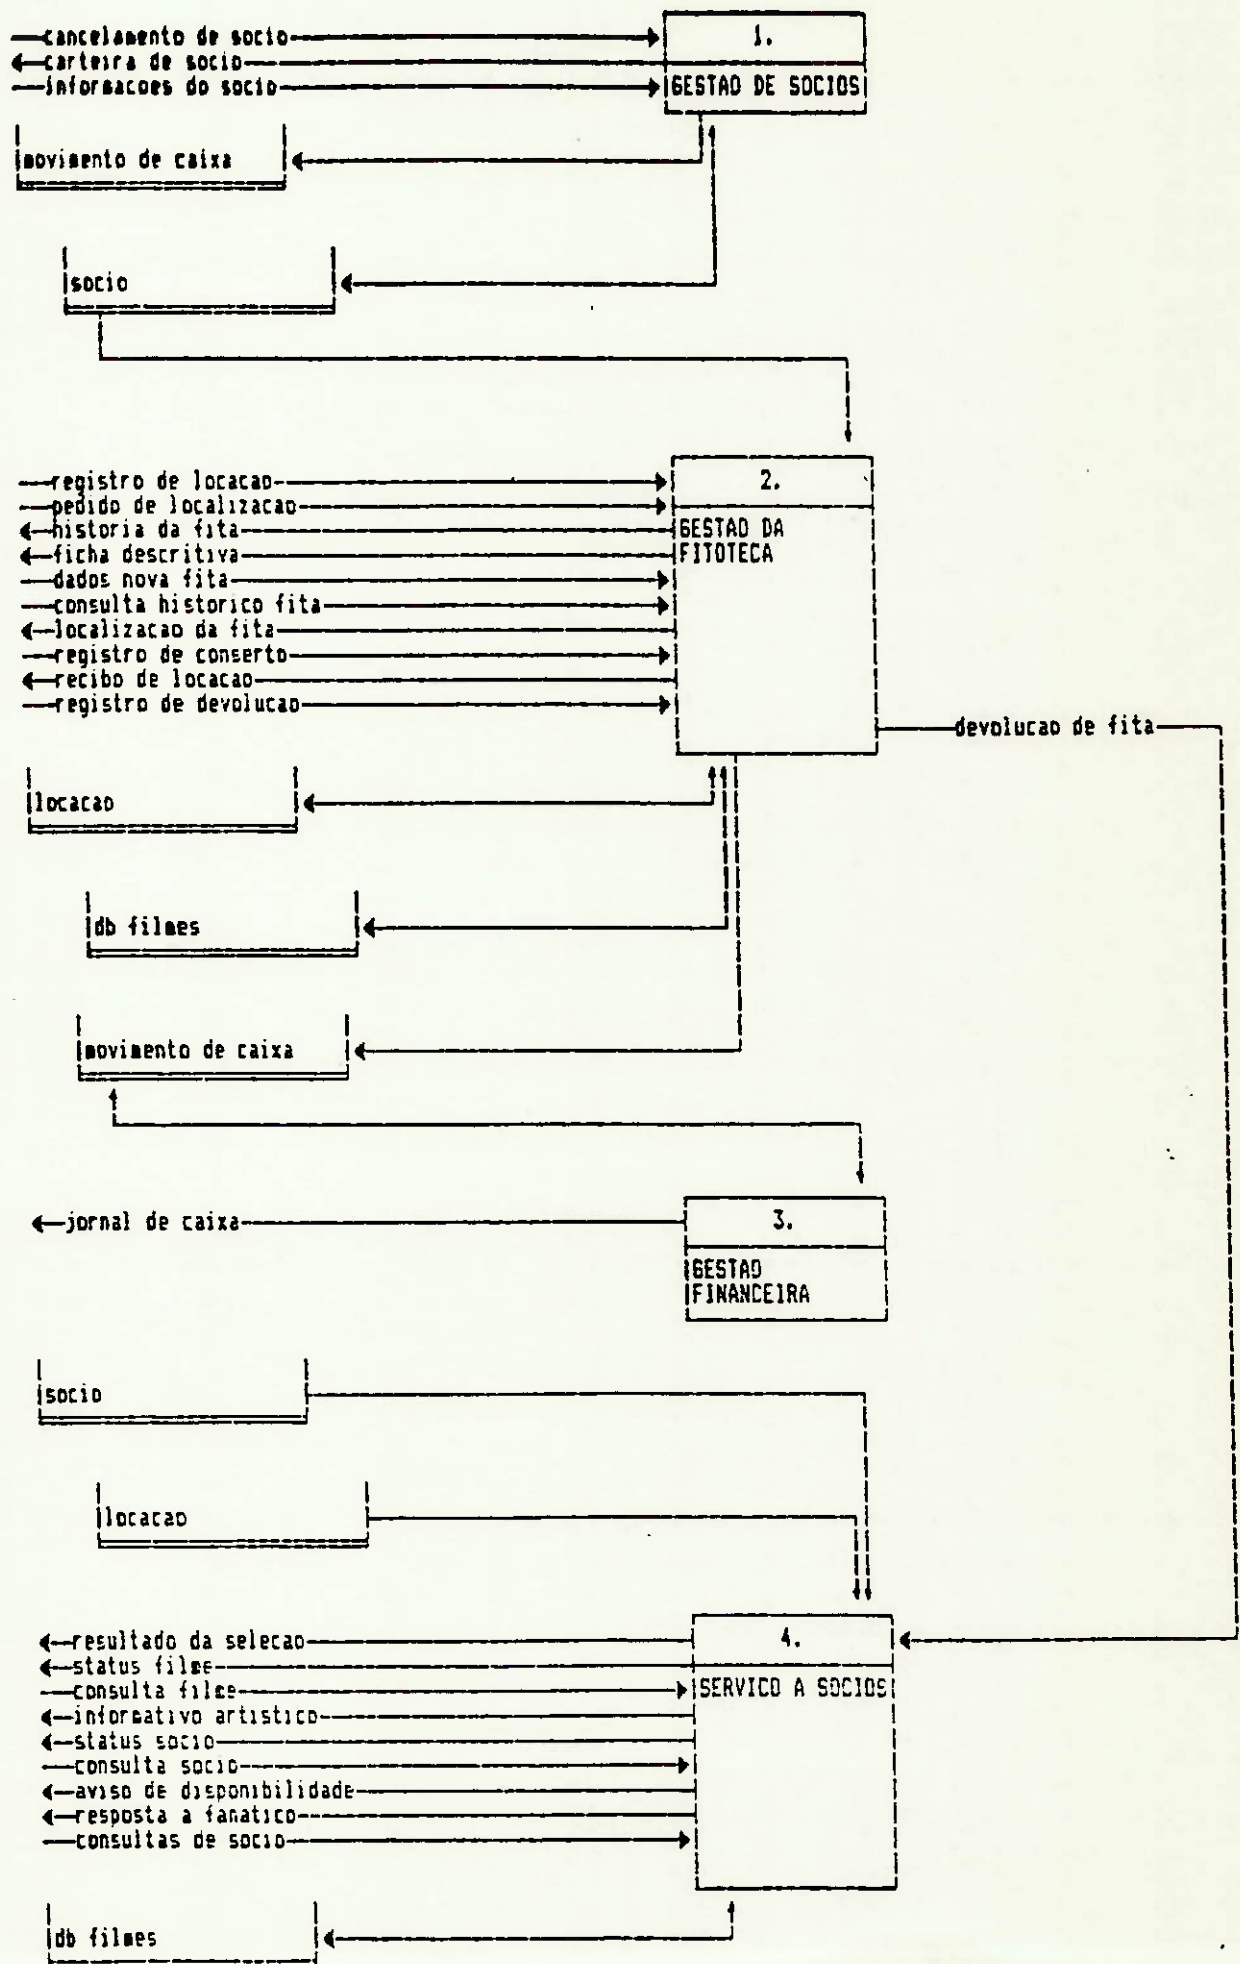 cancelamento de socio
1.
carteira de socio
informacoes do socio
GESTAO DE SOCIOS
movimento de caixa
socio
registro de locacao
2.
pedido de localizacao
historia da fita
GESTAO DA
ficha descritiva
FITOTECA
dados nova fita
consulta historico fita
localizacao da fita
registro de conserto
recibo de locacao
registro de devolucao
devolucao de fita
locacao
db filmes
movimento de caixa
jornal de caixa
3.
GESTAO
FINANCEIRA
socio
locacao
resultado da selecao
4.
status filme
consulta filme
SERVICO A SOCIOS
informativo artistico
status socio
consulta socio
aviso de disponibilidade
resposta a fanatico
consultas de socio
db filmes